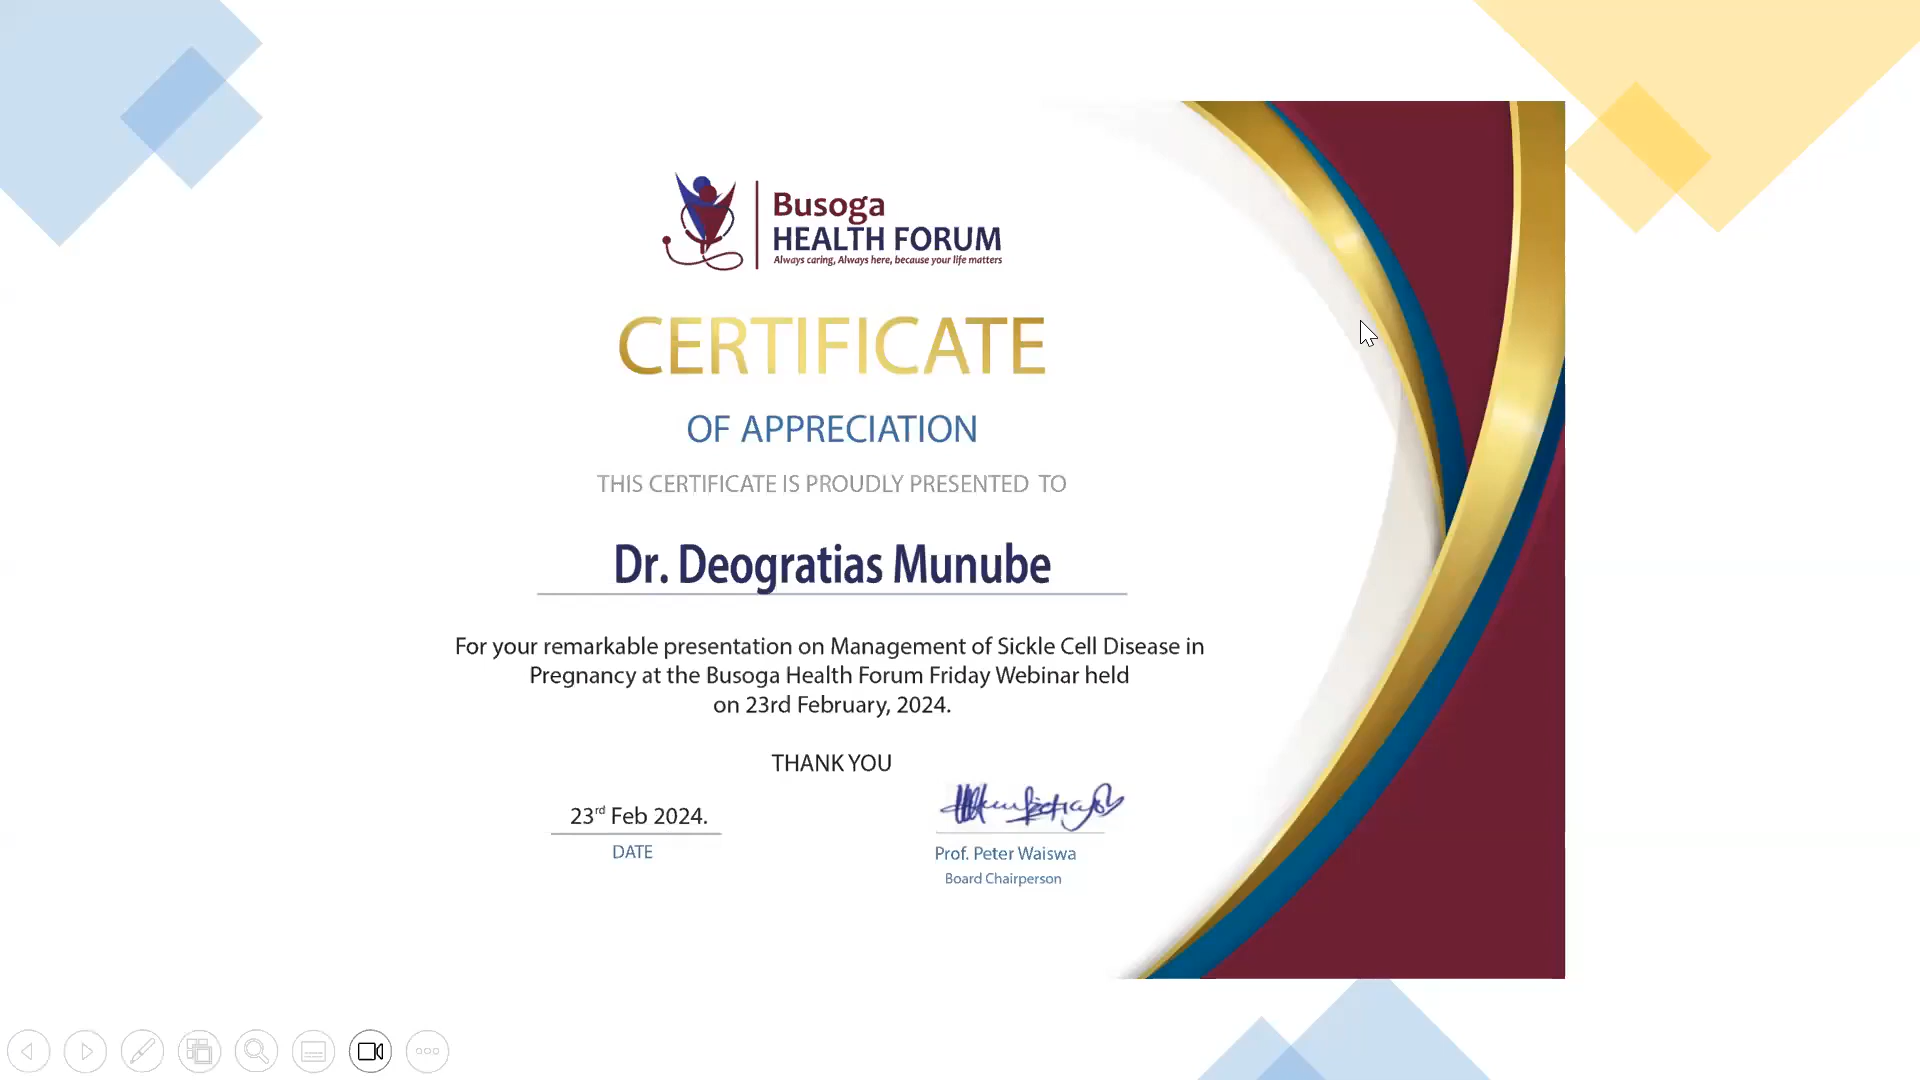 Busoga
HEALTH FORUM
Always caring, Always here, because your life matters
CERTIFICATE
OF APPRECIATION
THIS CERTIFICATE IS PROUDLY PRESENTED TO
Dr. Deogratias Munube
For your remarkable presentation on Management of Sickle Cell Disease in
Pregnancy at the Busoga Health Forum Friday Webinar held
on 23rd February, 2024.
THANK YOU
23rd Feb 2024.
DATE
Prof. Peter Waiswa
Board Chairperson